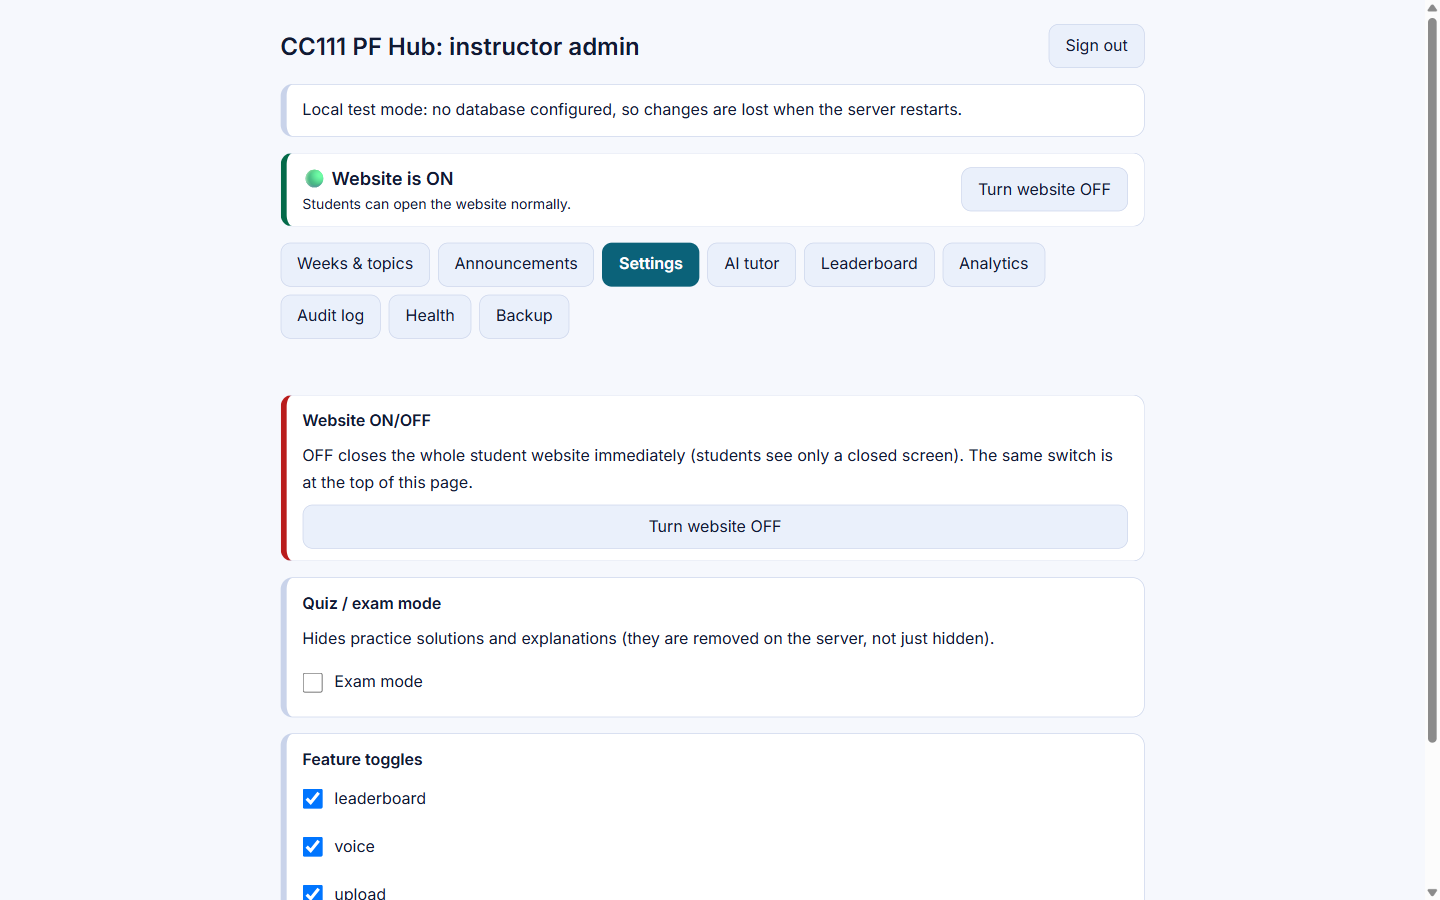 CC111 PF Hub: instructor admin
Sign out
Local test mode: no database configured, so changes are lost when the server restarts.
Website is ON
Students can open the website normally.
Turn website OFF
Weeks & topics
Announcements
Settings
AI tutor
Leaderboard
Analytics
Audit log
Health
Backup
Website ON/OFF
OFF closes the whole student website immediately (students see only a closed screen). The same switch is
at the top of this page.
Turn website OFF
Quiz / exam mode
Hides practice solutions and explanations (they are removed on the server, not just hidden).
Exam mode
Feature toggles
leaderboard
voice
upload